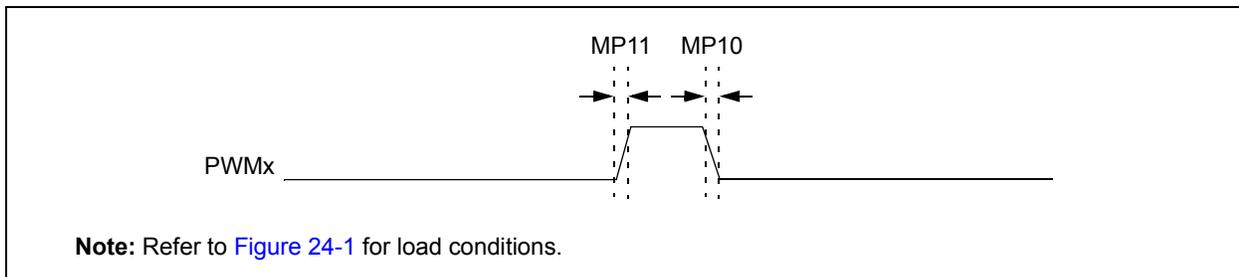 MP11 MP10
PWMx
Note: Refer to Figure 24-1 for load conditions.